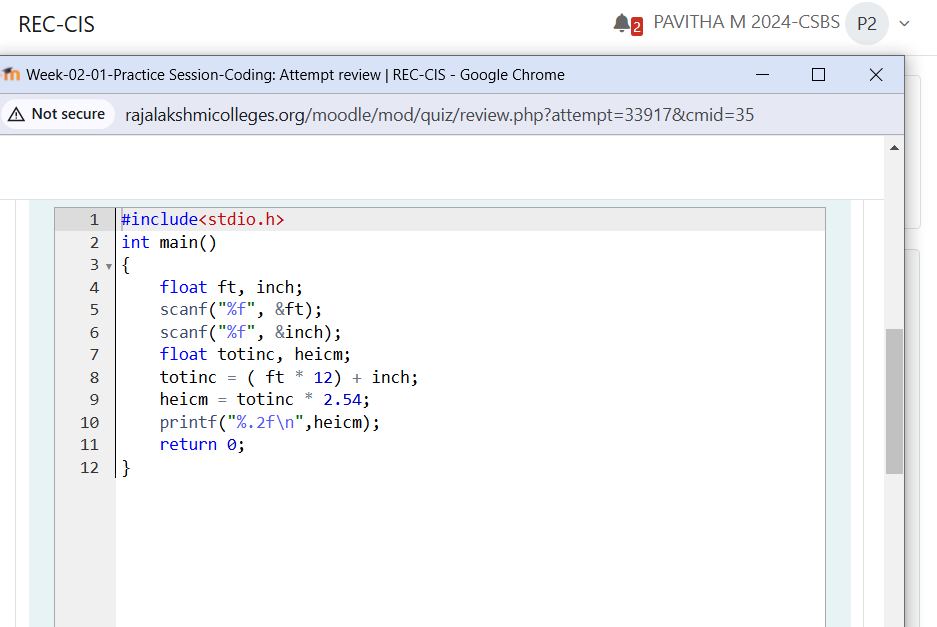 REC-CIS
2 PAVITHA M 2024-CSBS P2
Week-02-01-Practice Session-Coding: Attempt review | REC-CIS - Google Chrome
Not secure rajalakshmicolleges.org/moodle/mod/quiz/review.php?attempt=33917&cmid=35
1 #include<stdio.h>
2 int main()
3 {
4     float ft, inch;
5     scanf("%f", &ft);
6     scanf("%f", &inch);
7     float totinc, heicm;
8     totinc = ( ft * 12) + inch;
9     heicm = totinc * 2.54;
10     printf("%.2f\n",heicm);
11     return 0;
12 }